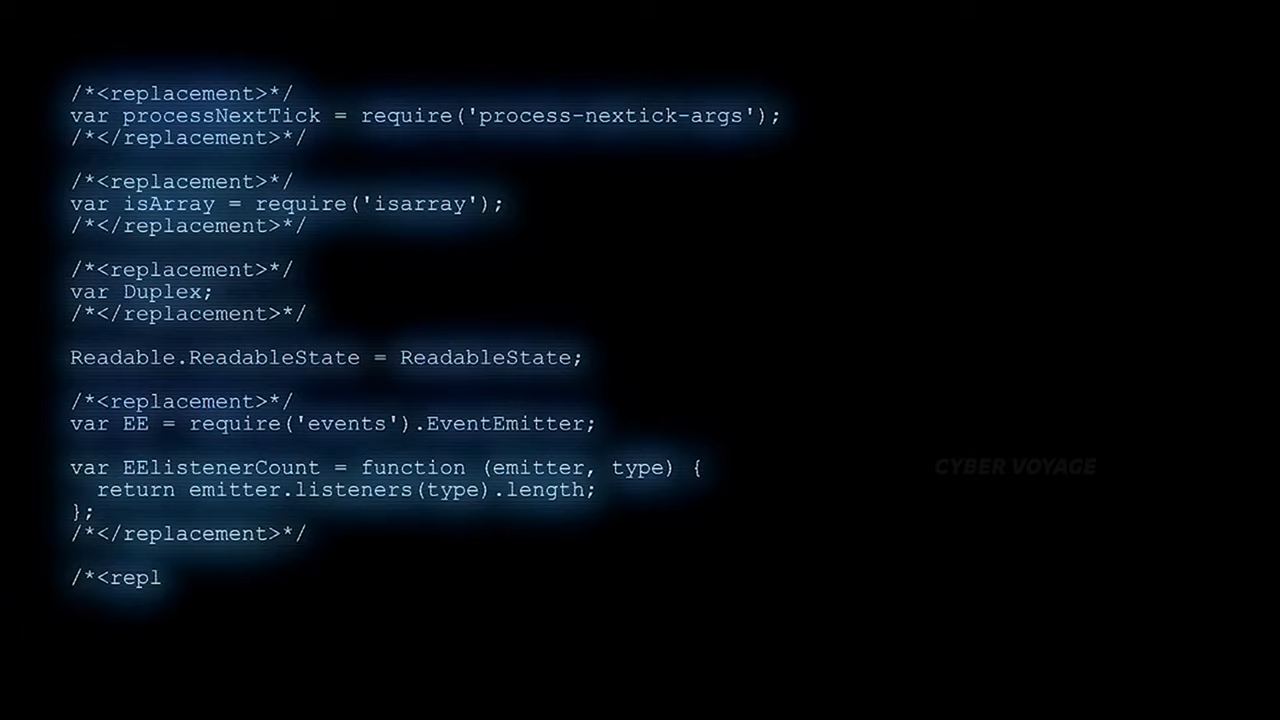 /*<replacement>*/
var processNextTick = require('process-nextick-args');
/*</replacement>*/
/*<replacement>*/
var isArray = require('isarray');
/*</replacement>*/
/*<replacement>*/
var Duplex;
/*</replacement>*/
Readable.ReadableState = ReadableState;
/*<replacement>*/
var EE = require('events').EventEmitter;
var EElistenerCount = function (emitter, type) {
  return emitter.listeners(type).length;
};
/*</replacement>*/
/*<repl
CYBER VOYAGE